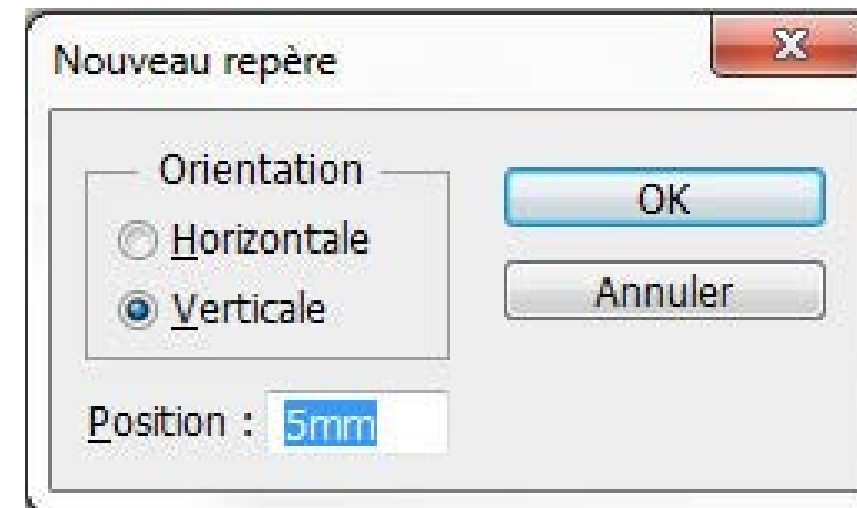 Nouveau repère
Orientation
Horizontale
Verticale
Position : 5mm
OK
Annuler